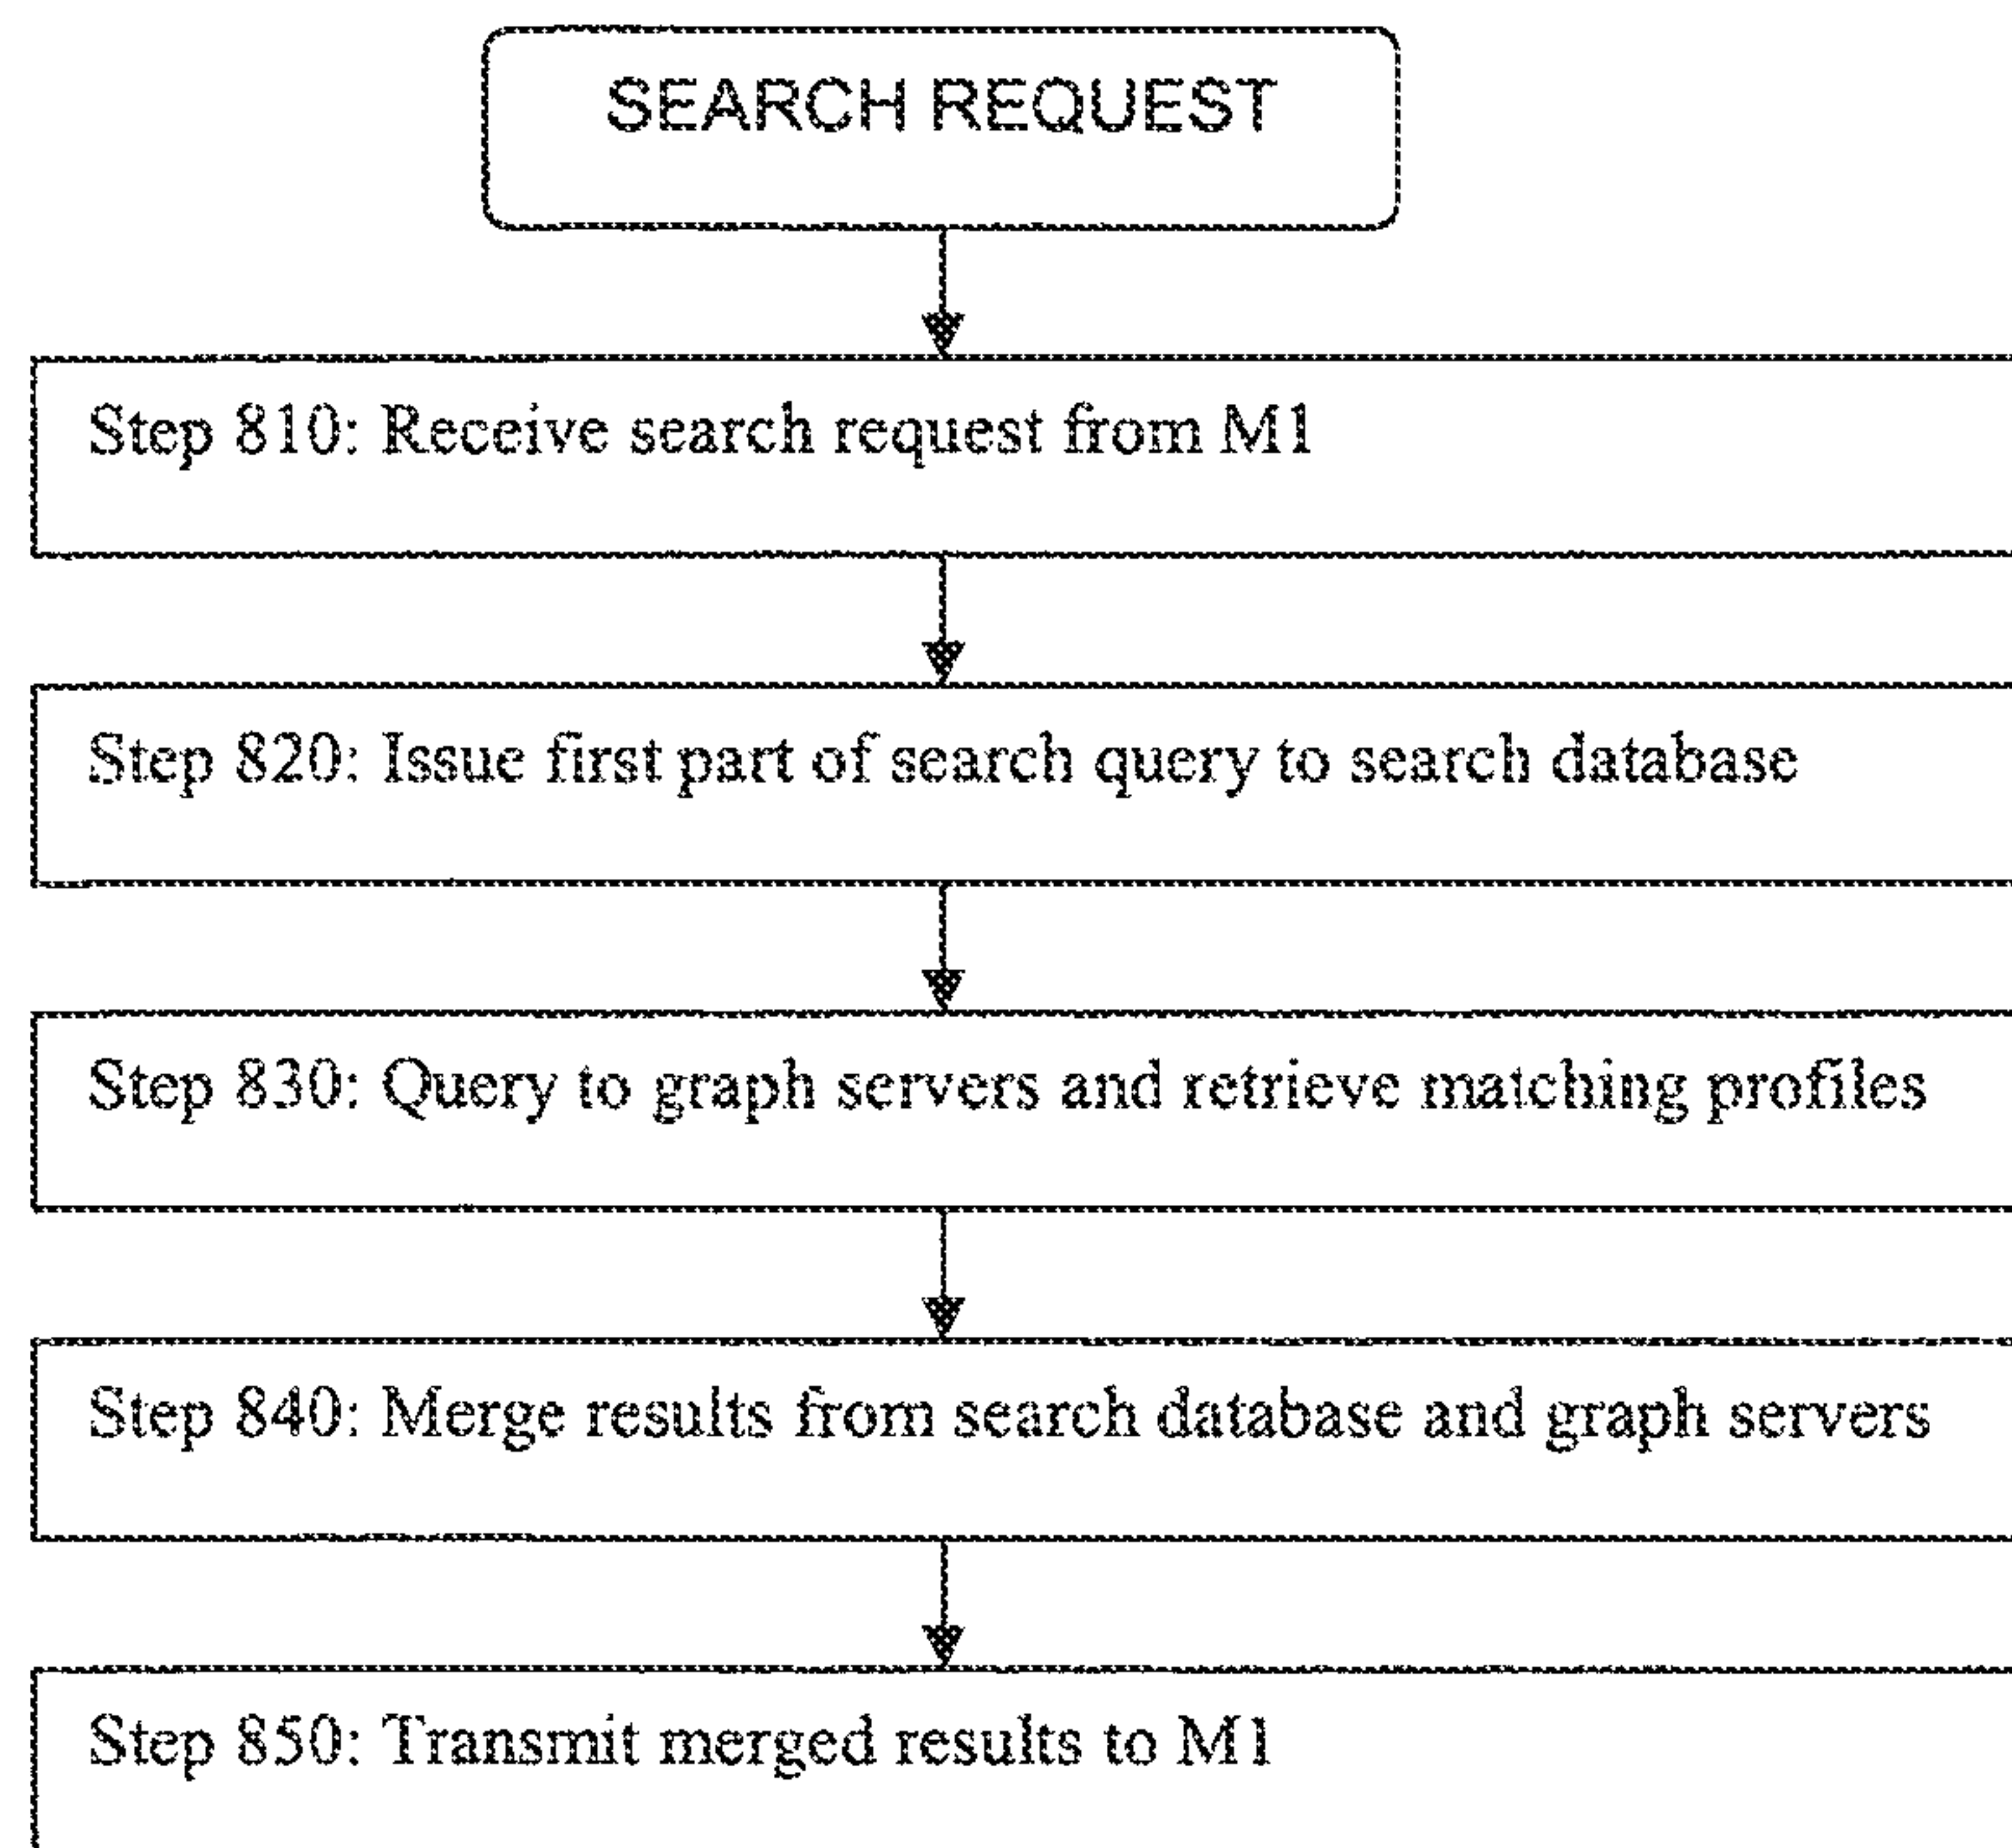 SEARCH REQUEST
Step 810: Receive search request from M1
Step 820: Issue first part of search query to search database
Step 830: Query to graph servers and retrieve matching profiles
Step 840: Merge results from search database and graph servers
Step 850: Transmit merged results to M1